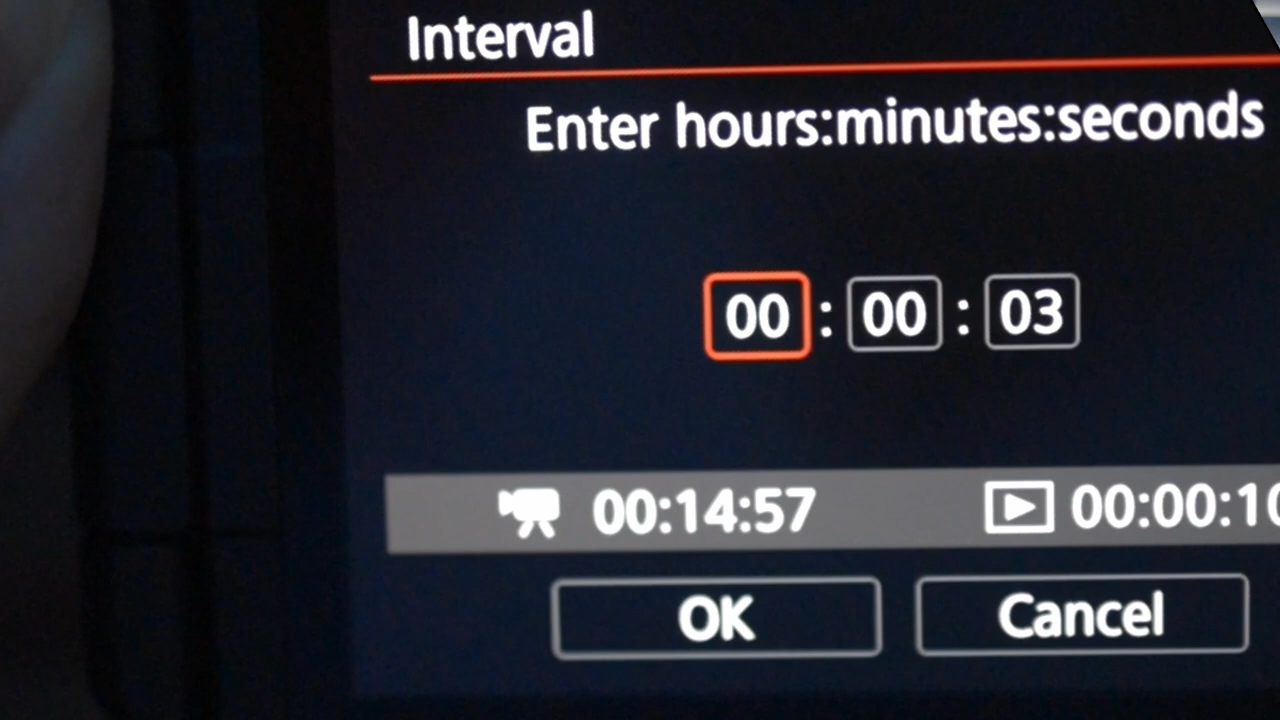 Interval
Enter hours:minutes:seconds
00 : 00 : 03
00:14:57 00:00:10
OK Cancel